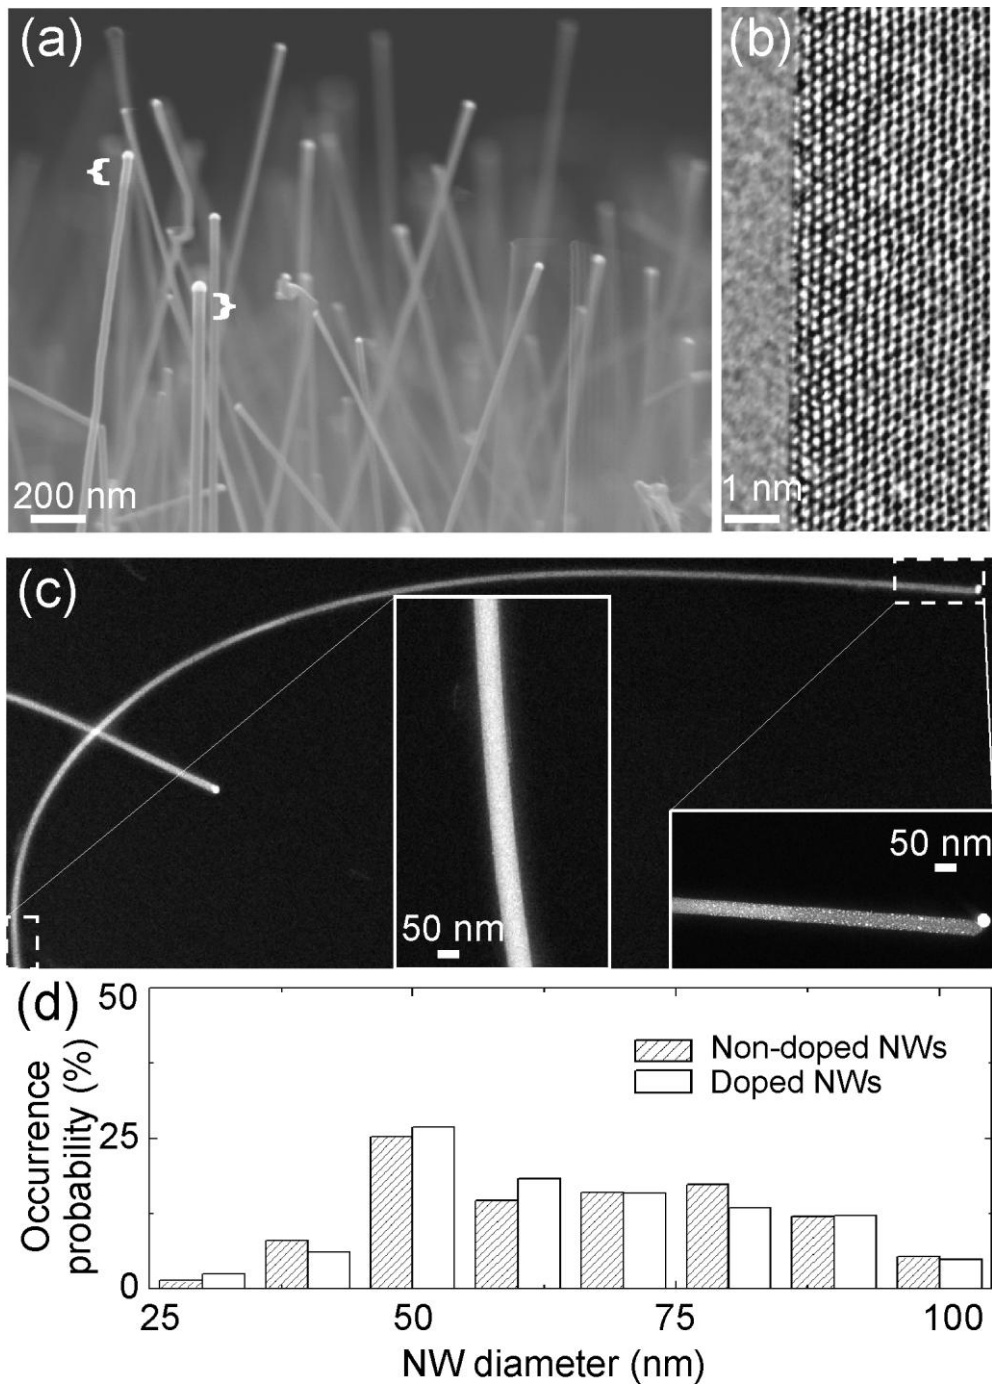 (a)
{
}
200 nm
(b)
1 nm
(c)
50 nm
50 nm
(d)
50
25
0
Occurrence
probability (%)
Non-doped NWs
Doped NWs
25 50 75 100
NW diameter (nm)